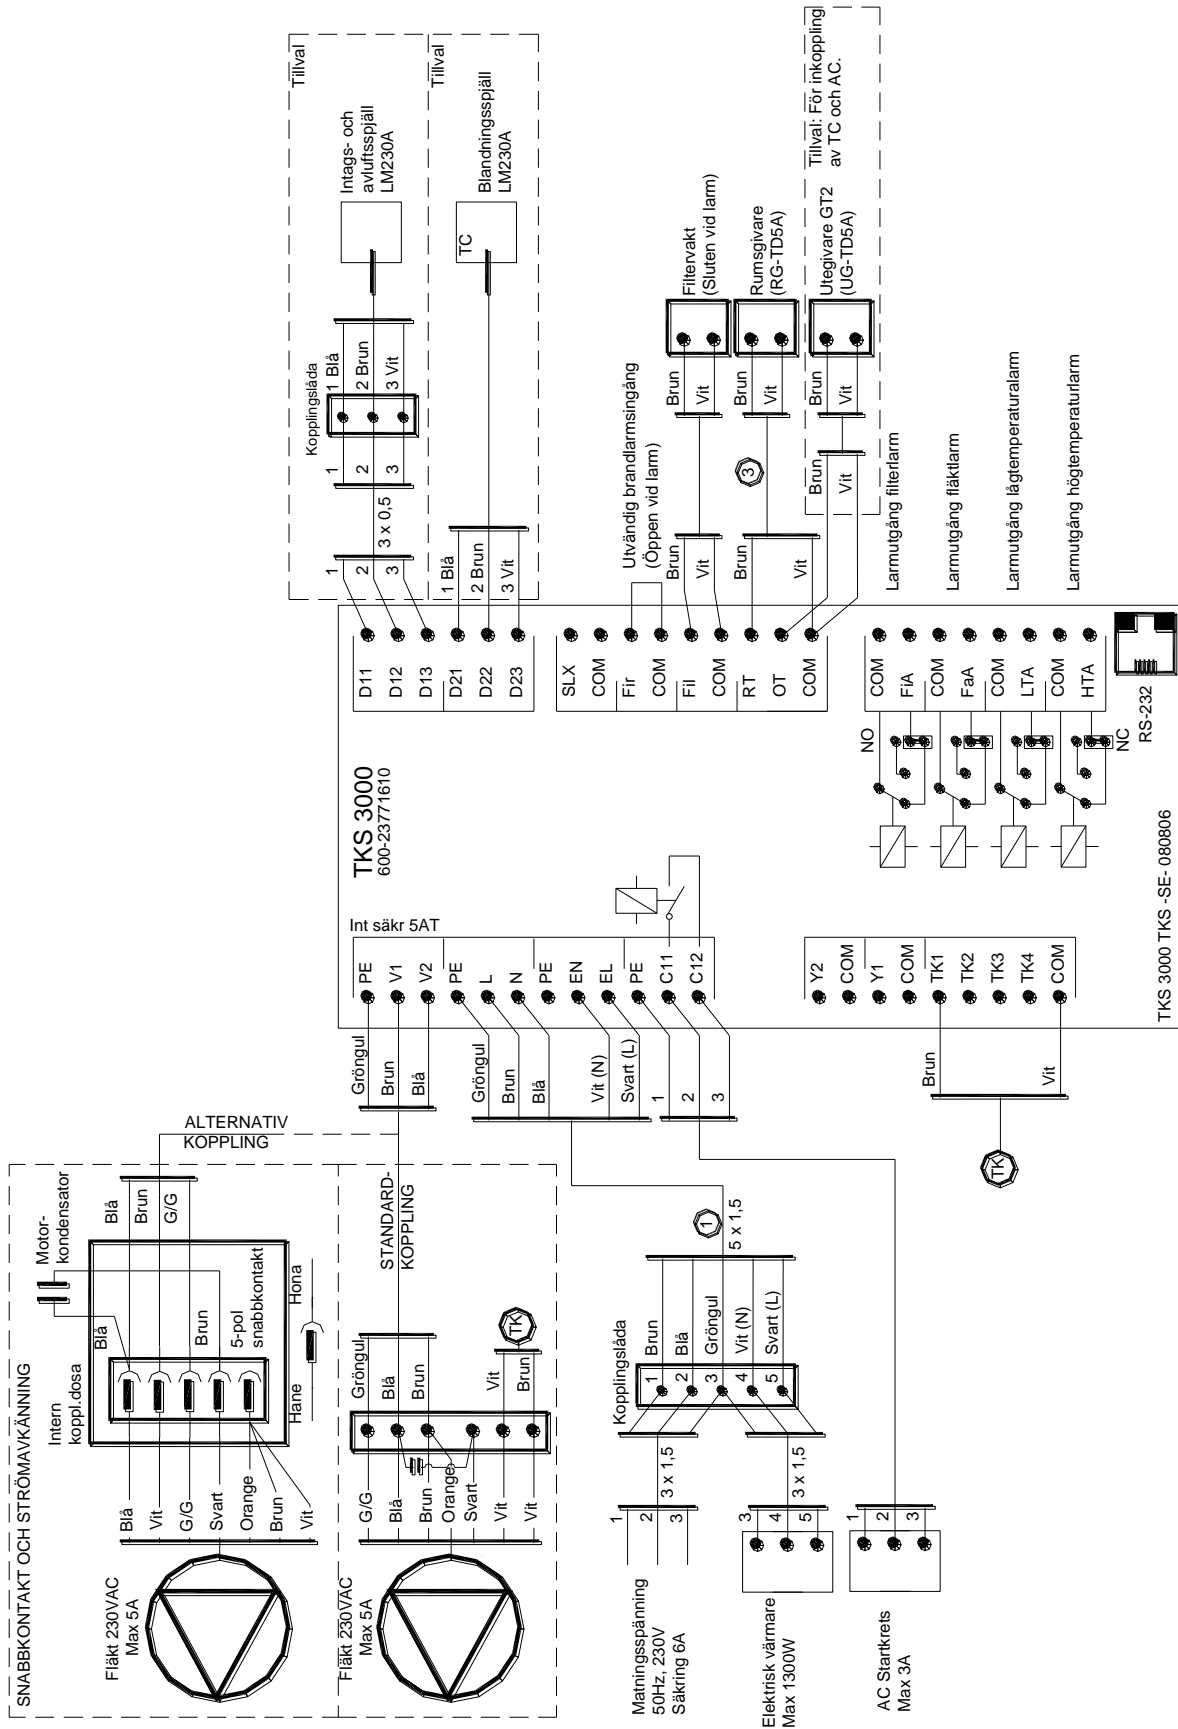 SNABBKONTAKT OCH STRÖMAVKÄNNING
Fläkt 230VAC
Max 5A
Blå
Vit
G/G
Svart
Orange
Brun
Vit
Intern
koppl.dosa
Motor-
kondensator
Blå
Brun
5-pol
snabbkontakt
Hane
Hona
Blå
Brun
G/G
ALTERNATIV
KOPPLING
Fläkt 230VAC
Max 5A
G/G
Blå
Brun
Orange
Svart
Vit
Vit
Gröngul
Blå
Brun
Vit
Brun
TK
STANDARD-
KOPPLING
Matningsspänning
50Hz, 230V
Säkring 6A
1
2
3
3 x 1,5
Elektrisk värmare
Max 1300W
3
4
5
3 x 1,5
AC Startkrets
Max 3A
1
2
3
Kopplingslåda
1
2
3
4
5
Brun
Blå
Gröngul
Vit (N)
Svart (L)
1
5 x 1,5
Gröngul
Brun
Blå
Gröngul
Brun
Blå
Vit (N)
Svart (L)
1
2
3
Brun
Vit
TK
Int säkr 5AT
PE
V1
V2
PE
L
N
PE
EN
EL
PE
C11
C12
Y2
COM
Y1
COM
TK1
TK2
TK3
TK4
COM
TKS 3000
600-23771610
TKS 3000 TKS -SE- 080806
D11
D12
D13
D21
D22
D23
SLX
COM
Fir
COM
Fil
COM
RT
OT
COM
COM
FiA
COM
FaA
COM
LTA
COM
HTA
NO
NC
RS-232
1
2
3
3 x 0,5
1
2
3
Kopplingslåda
1 Blå
2 Brun
3 Vit
Intags- och
avluftsspjäll
LM230A
Tillval
1 Blå
2 Brun
3 Vit
TC
Blandningsspjäll
LM230A
Tillval
Utvändig brandlarmsingång
(Öppen vid larm)
Brun
Vit
Brun
Vit
Filtervakt
(Sluten vid larm)
Brun
Vit
3
Brun
Vit
Rumsgivare
(RG-TD5A)
Brun
Vit
Brun
Vit
Utegivare GT2
(UG-TD5A)
Tillval: För inkoppling
av TC och AC.
Larmutgång filterlarm
Larmutgång fläktlarm
Larmutgång lågtemperaturalarm
Larmutgång högtemperaturlarm